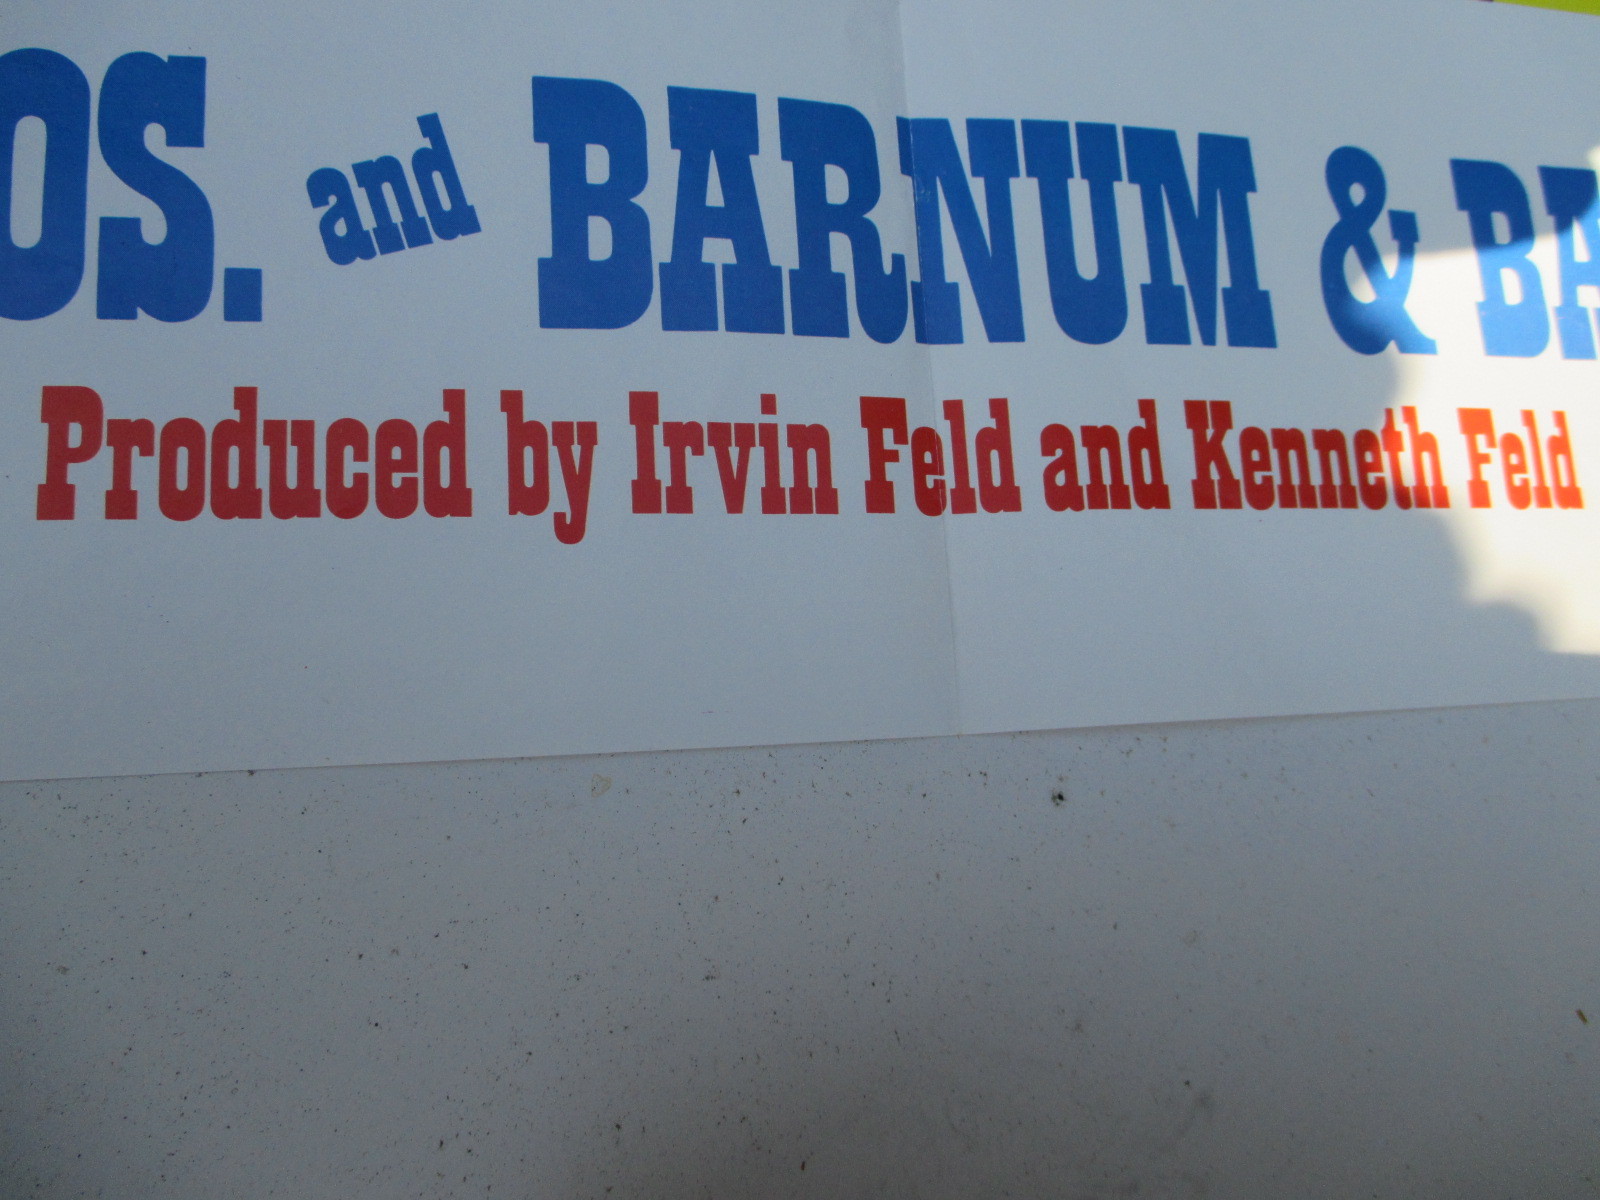 OS. and BARNUM & BA
Produced by Irvin Feld and Kenneth Feld